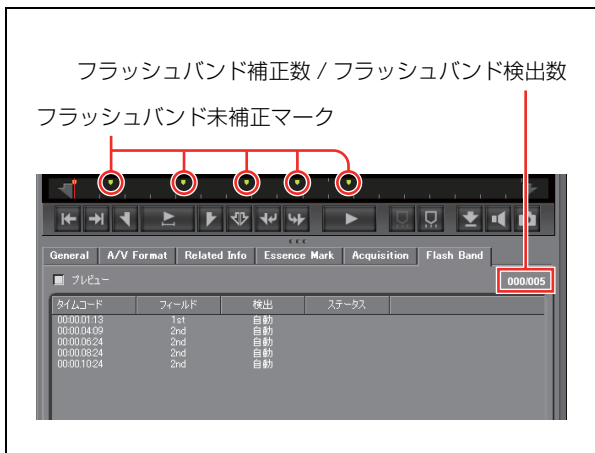 フラッシュバンド補正数 / フラッシュバンド検出数
フラッシュバンド未補正マーク
General A/V Format Related Info Essence Mark Acquisition Flash Band
プレビュー 000/005
タイムコード フィールド 検出 ステータス
00:00.01:13 1st 自動
00:00.04:09 2nd 自動
00:00.06:24 2nd 自動
00:00.08:24 2nd 自動
00:00.10:24 2nd 自動